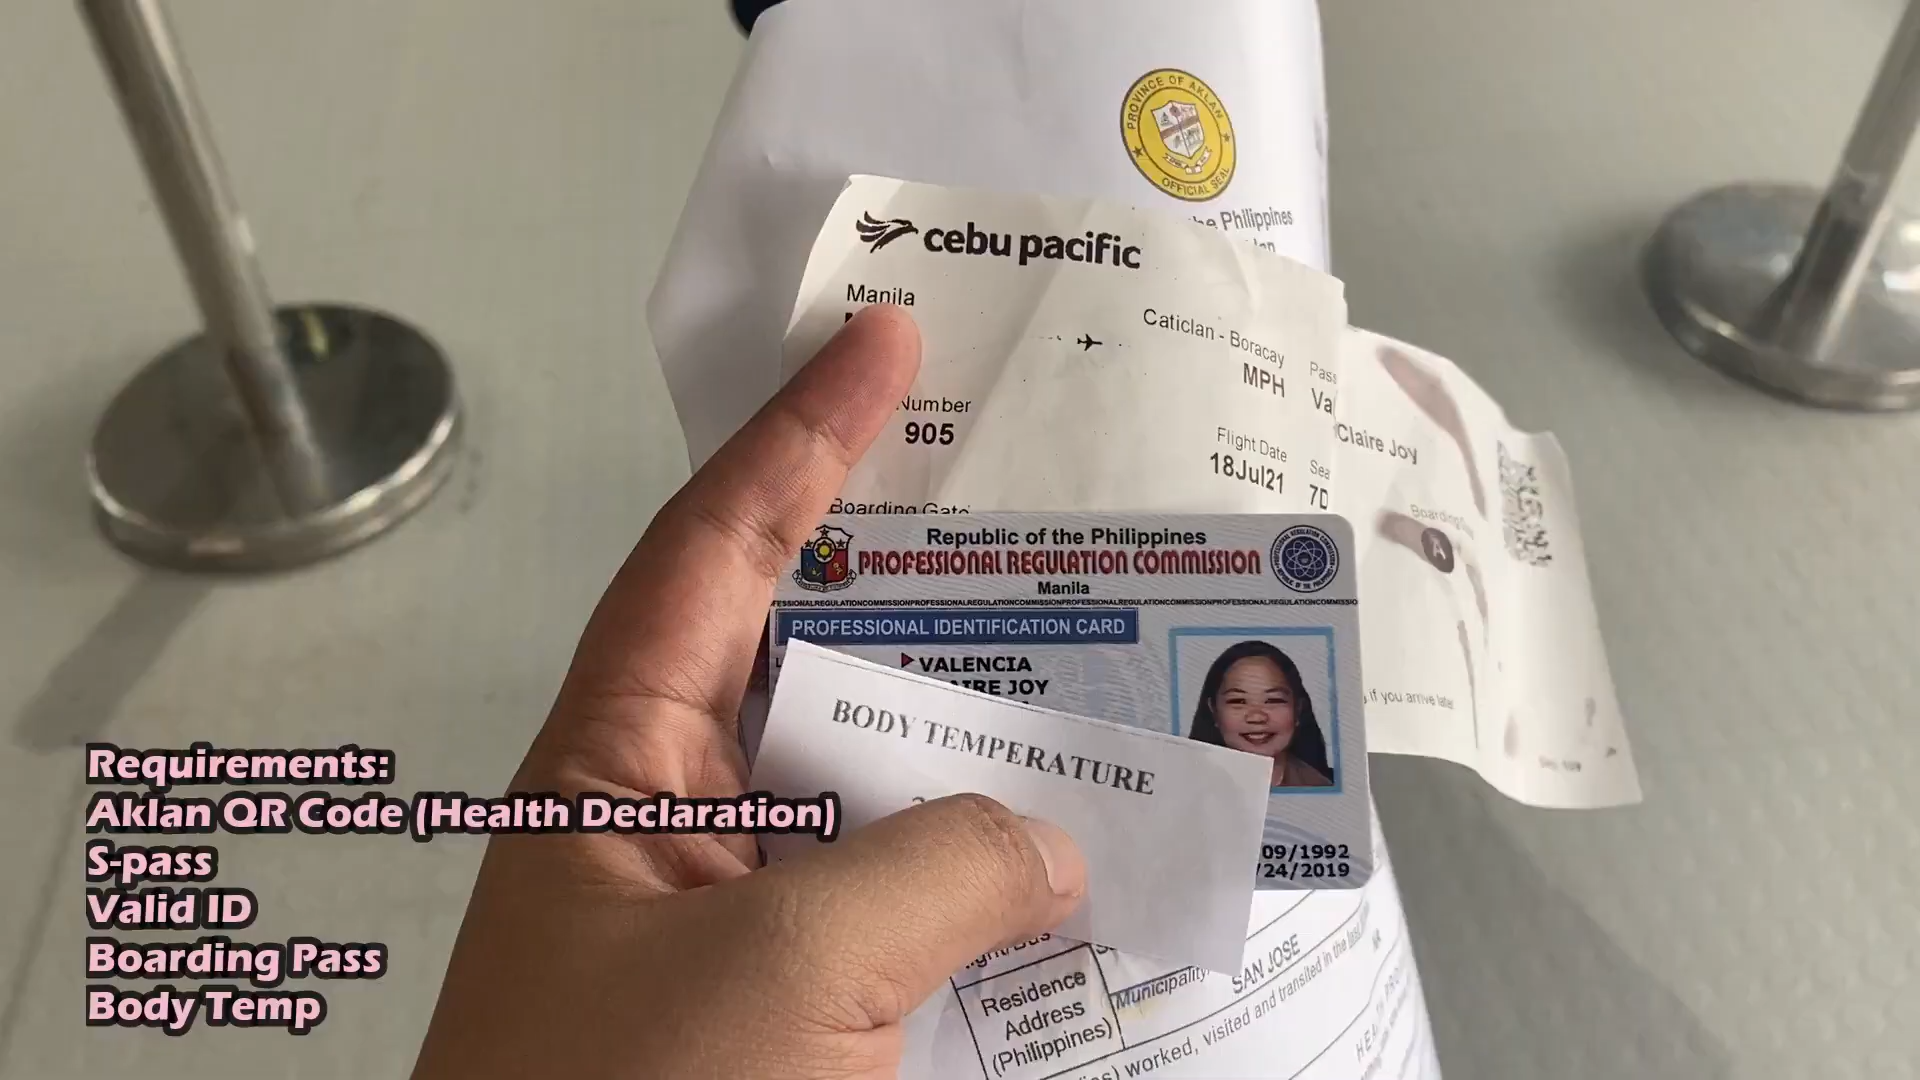 PROVINCE OF AKLAN
OFFICIAL SEAL
the Philippines
cebu pacific
Manila
Caticlan - Boracay
MPH
Number
905
Flight Date
18Jul21
7D
Claire Joy
Boarding Gate
A
if you arrive later
Republic of the Philippines
PROFESSIONAL REGULATION COMMISSION
Manila
PROFESSIONAL IDENTIFICATION CARD
VALENCIA
AIRE JOY
BODY TEMPERATURE
09/1992
/24/2019
Residence
Address
(Philippines)
Municipality
SAN JOSE
worked, visited and transited in the
Requirements:
Aklan QR Code (Health Declaration)
S-pass
Valid ID
Boarding Pass
Body Temp